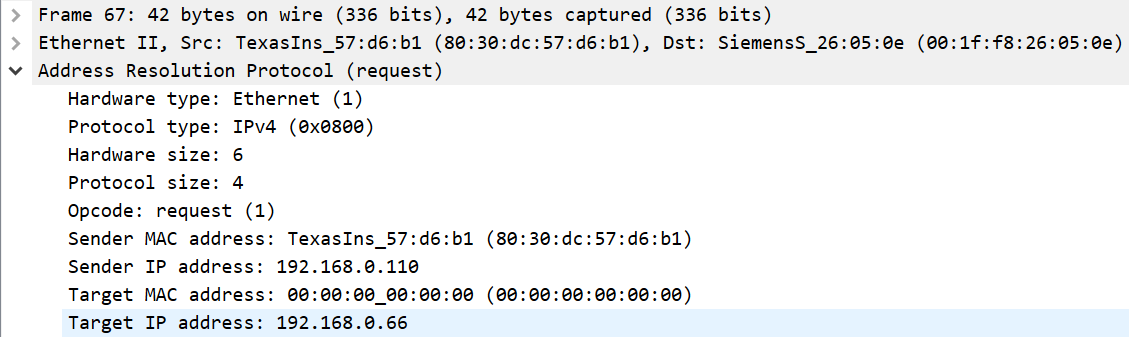 Frame 67: 42 bytes on wire (336 bits), 42 bytes captured (336 bits)
Ethernet II, Src: TexasIns_57:d6:b1 (80:30:dc:57:d6:b1), Dst: SiemensS_26:05:0e (00:1f:f8:26:05:0e)
Address Resolution Protocol (request)
Hardware type: Ethernet (1)
Protocol type: IPv4 (0x0800)
Hardware size: 6
Protocol size: 4
Opcode: request (1)
Sender MAC address: TexasIns_57:d6:b1 (80:30:dc:57:d6:b1)
Sender IP address: 192.168.0.110
Target MAC address: 00:00:00_00:00:00 (00:00:00:00:00:00)
Target IP address: 192.168.0.66